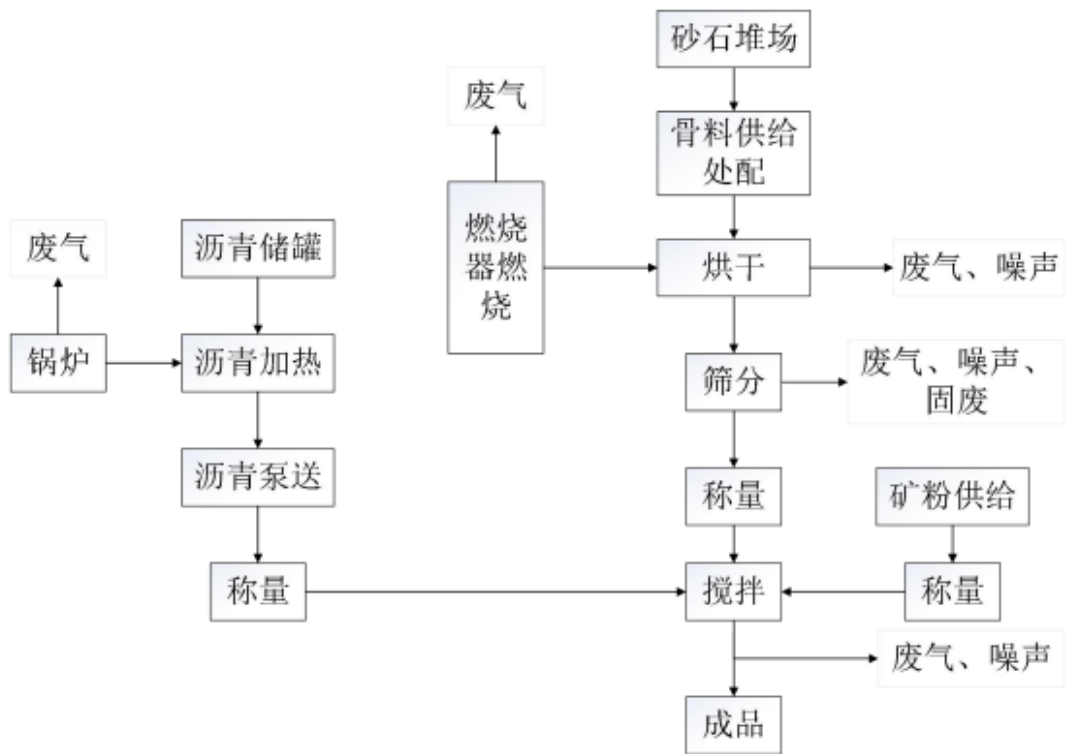 砂石堆场
废气
骨料供给
处配
废气
沥青储罐
燃烧
器燃
烧
烘干
废气、噪声
锅炉
沥青加热
筛分
废气、噪声、
固废
沥青泵送
称量
矿粉供给
称量
搅拌
称量
废气、噪声
成品